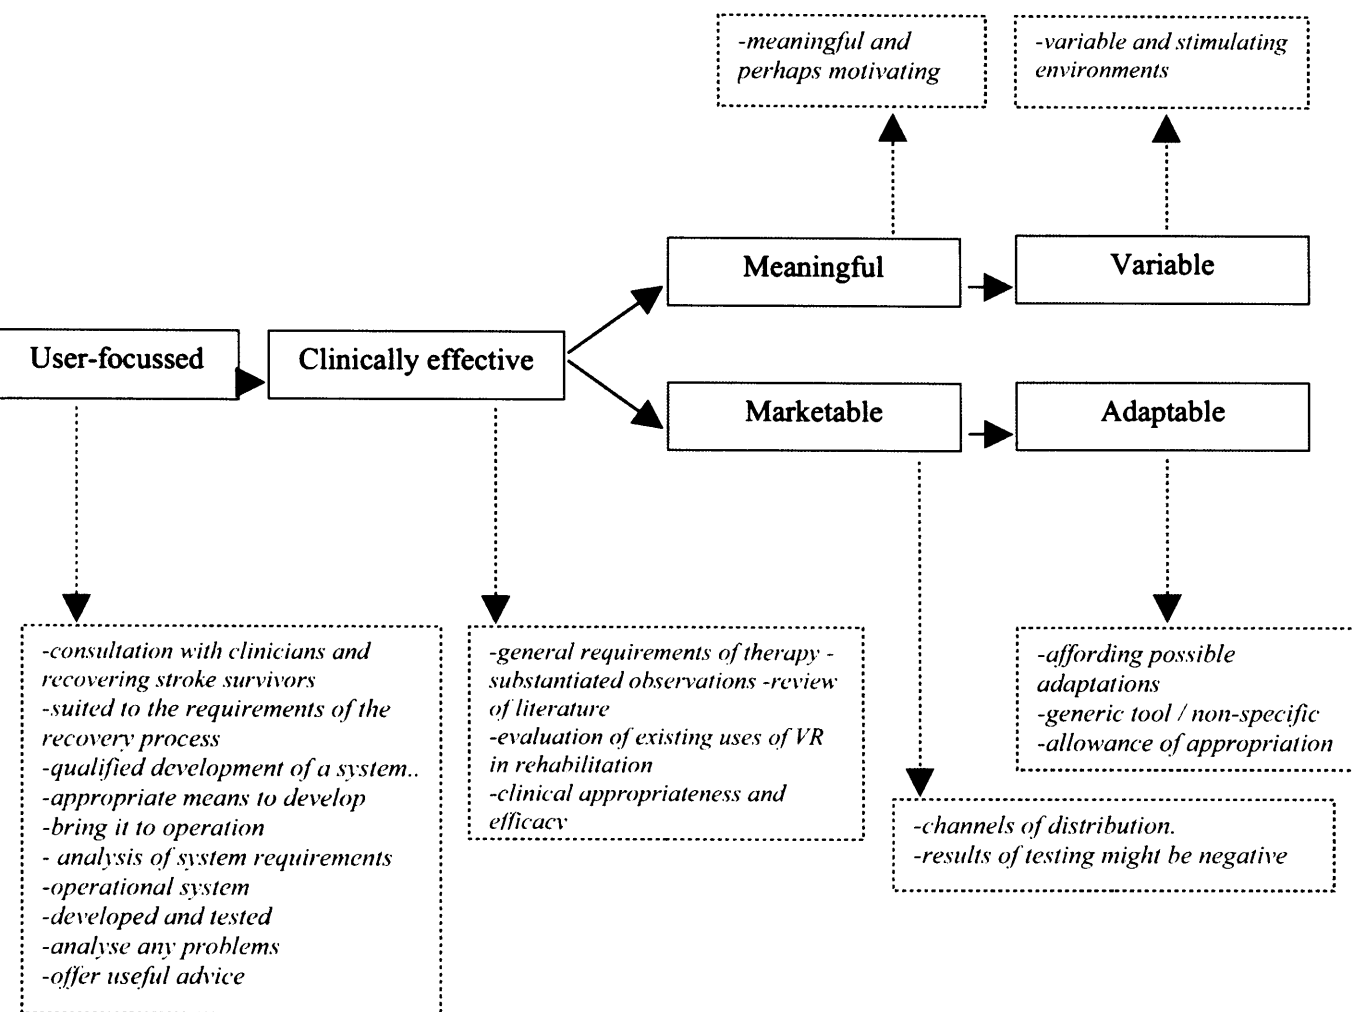 -meaningful and
perhaps motivating
-variable and stimulating
environments
Meaningful
Variable
User-focussed
Clinically effective
Marketable
Adaptable
-consultation with clinicians and
recovering stroke survivors
-suited to the requirements of the
recovery process
-qualified development of a system..
-appropriate means to develop
-bring it to operation
- analysis of system requirements
-operational system
-developed and tested
-analyse any problems
-offer useful advice
-general requirements of therapy -
substantiated observations -review
of literature
-evaluation of existing uses of VR
in rehabilitation
-clinical appropriateness and
efficacy
-affording possible
adaptations
-generic tool / non-specific
-allowance of appropriation
-channels of distribution.
-results of testing might be negative